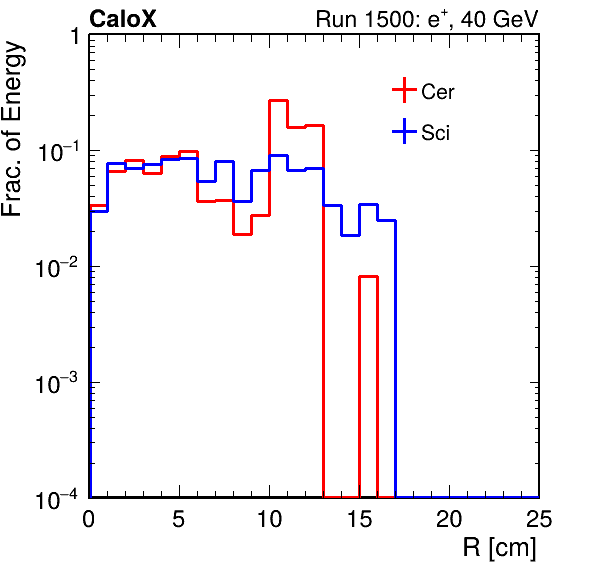 CaloX Run 1500: e⁺, 40 GeV
Frac. of Energy
1
10⁻¹
10⁻²
10⁻³
10⁻⁴
Cer
Sci
0 5 10 15 20 25
R [cm]